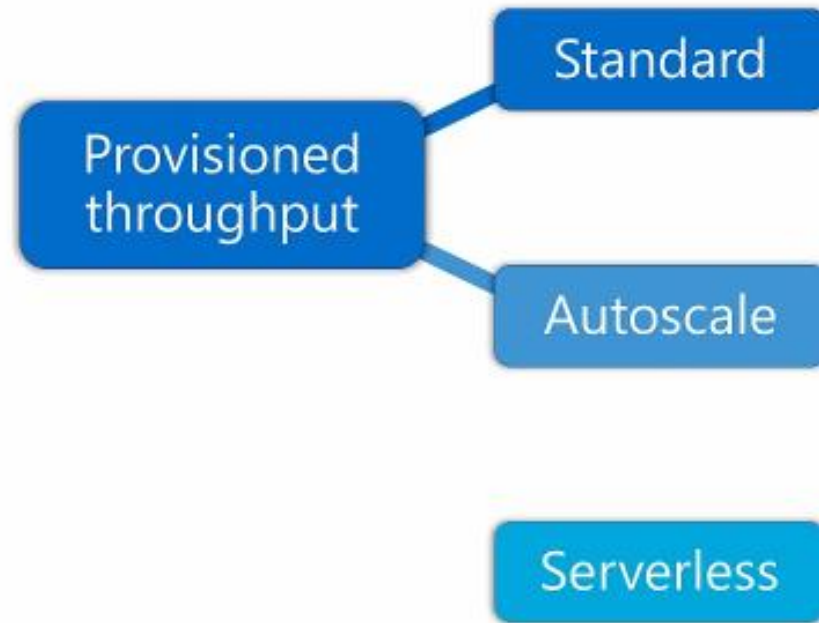 Standard
Provisioned
throughput
Autoscale
Serverless